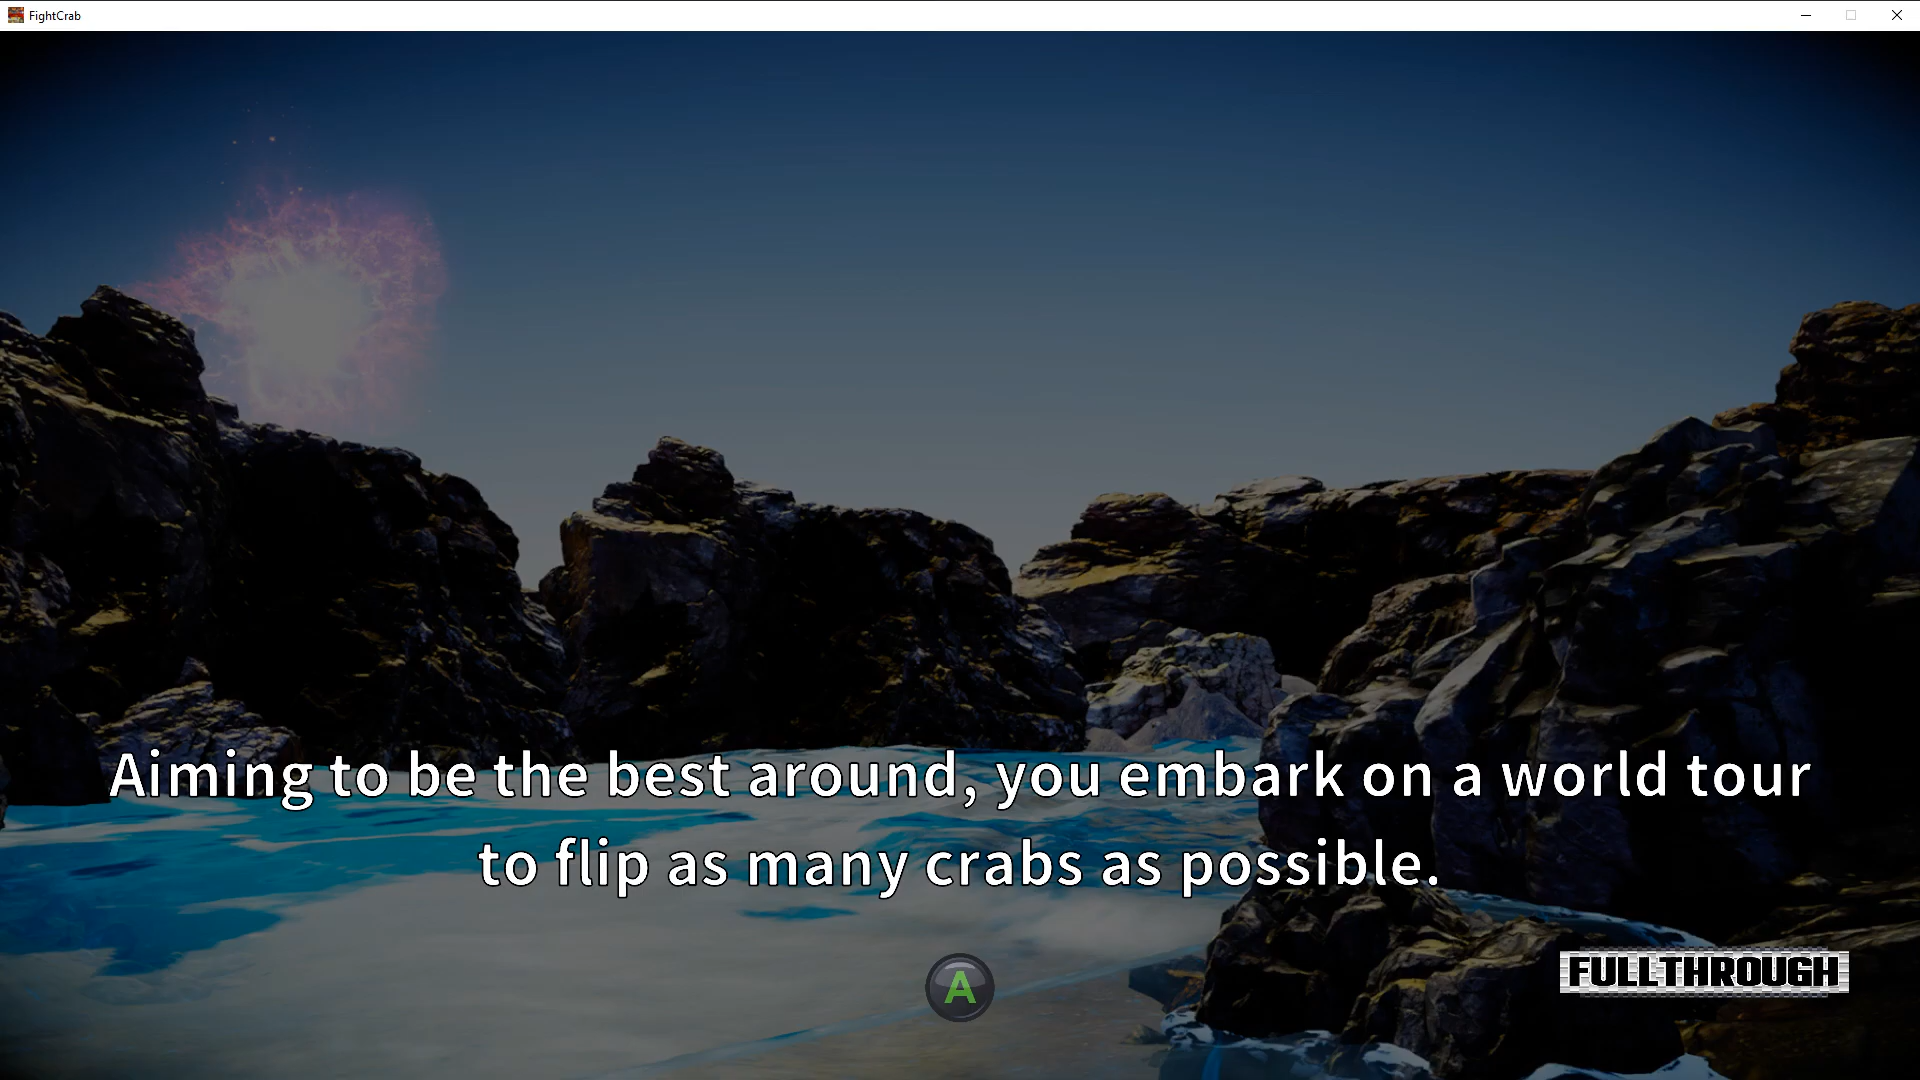 FightCrab
Aiming to be the best around, you embark on a world tour
to flip as many crabs as possible.
A
FULLTHROUGH